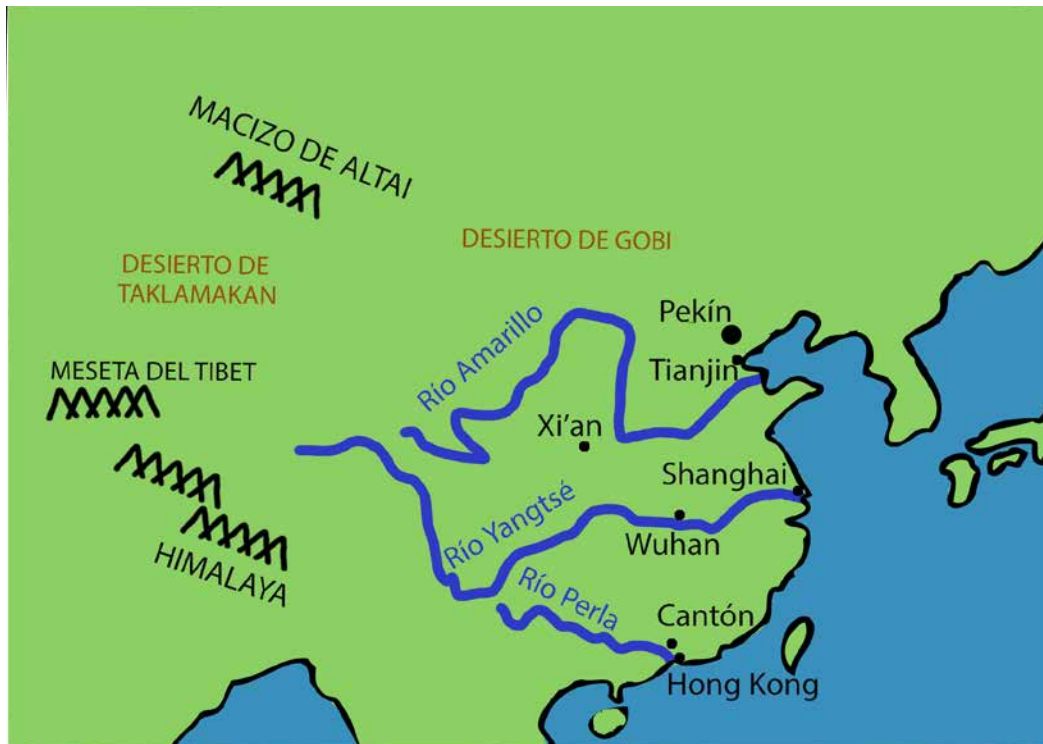 MACIZO DE ALTAI
DESIERTO DE GOBI
DESIERTO DE
TAKLAMAKAN
Pekín
Río Amarillo
Tianjin
MESETA DEL TIBET
Xi'an
Shanghai
Río Yangtsé
Wuhan
HIMALAYA
Río Perla
Cantón
Hong Kong